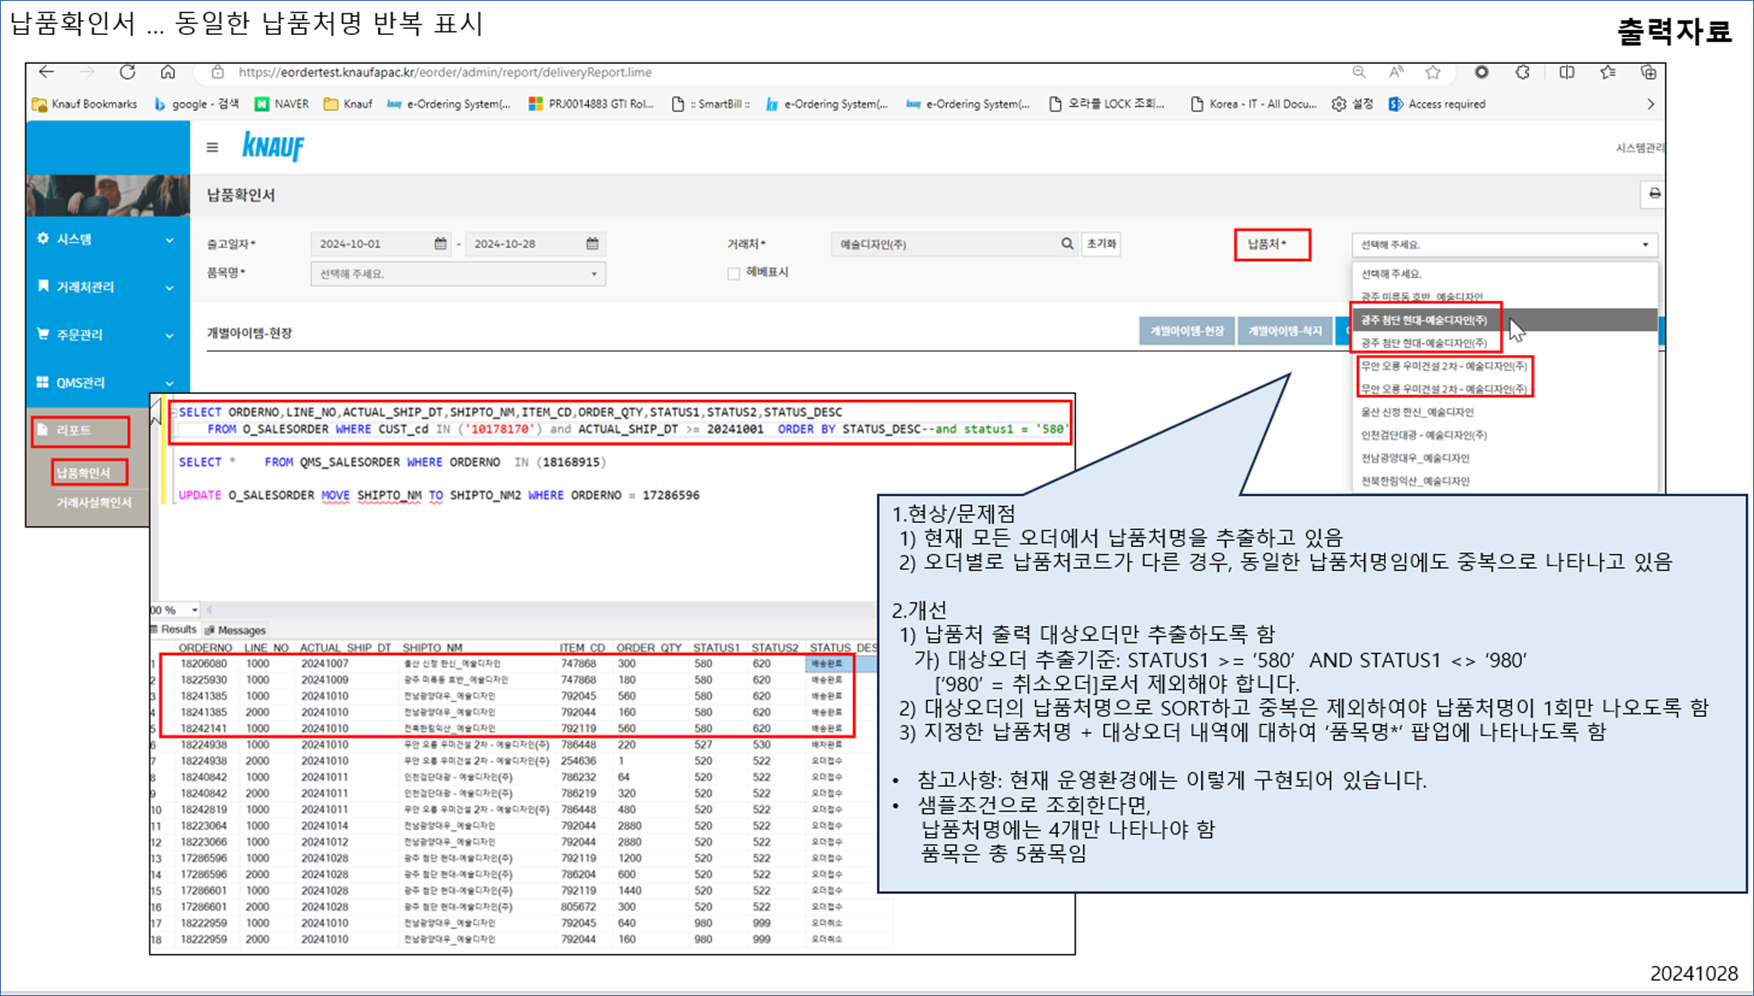 납품확인서 ... 동일한 납품처명 반복 표시
출력자료
https://eordertest.knaufapac.kr/eorder/admin/report/deliveryReport.lime
Knauf Bookmarks google - 검색 NAVER Knauf e-Ordering System(... PRJ0014883 GTI Rol... :: SmartBill :: e-Ordering System(... e-Ordering System(... 오라클 LOCK 조회... Korea - IT - All Docu... 설정 Access required
KNAUF
시스템관리
납품확인서
시스템
거래처관리
주문관리
QMS관리
리포트
납품확인서
거래사실확인서
출고일자* 2024-10-01 - 2024-10-28 거래처* 예술디자인(주) 초기화 납품처* 선택해 주세요.
품목명* 선택해 주세요. 헤베표시
개별아이템-현장
개별아이템-현장 개별아이템-착지
선택해 주세요.
광주 미륵동 호반_예술디자인
광주 첨단 현대-예술디자인(주)
광주 첨단 현대-예술디자인(주)
무안 오룡 우미건설 2차 - 예술디자인(주)
무안 오룡 우미건설 2차 - 예술디자인(주)
울산 신정 한신_예술디자인
인천검단대광 - 예술디자인(주)
전남광양대우_예술디자인
전북한림익산_예술디자인
SELECT ORDERNO,LINE_NO,ACTUAL_SHIP_DT,SHIPTO_NM,ITEM_CD,ORDER_QTY,STATUS1,STATUS2,STATUS_DESC
FROM O_SALESORDER WHERE CUST_cd IN ('10178170') and ACTUAL_SHIP_DT >= 20241001 ORDER BY STATUS_DESC--and status1 = '580'
SELECT * FROM QMS_SALESORDER WHERE ORDERNO IN (18168915)
UPDATE O_SALESORDER MOVE SHIPTO_NM TO SHIPTO_NM2 WHERE ORDERNO = 17286596
00 %
Results Messages
ORDERNO LINE_NO ACTUAL_SHIP_DT SHIPTO_NM ITEM_CD ORDER_QTY STATUS1 STATUS2 STATUS_DES
1 18206080 1000 20241007 울산 신정 한신_예술디자인 747868 300 580 620 배송완료
2 18225930 1000 20241009 광주 미륵동 호반_예술디자인 747868 180 580 620 배송완료
3 18241385 1000 20241010 전남광양대우_예술디자인 792045 560 580 620 배송완료
4 18241385 2000 20241010 전남광양대우_예술디자인 792044 160 580 620 배송완료
5 18242141 1000 20241010 전북한림익산_예술디자인 792119 560 580 620 배송완료
6 18224938 1000 20241010 무안 오룡 우미건설 2차 - 예술디자인(주) 786448 220 527 530 배차완료
7 18224938 2000 20241010 무안 오룡 우미건설 2차 - 예술디자인(주) 254636 1 520 522 오더접수
8 18240842 1000 20241011 인천검단대광 - 예술디자인(주) 786232 64 520 522 오더접수
9 18240842 2000 20241011 인천검단대광 - 예술디자인(주) 786219 320 520 522 오더접수
10 18242819 1000 20241011 무안 오룡 우미건설 2차 - 예술디자인(주) 786448 480 520 522 오더접수
11 18223064 1000 20241014 전남광양대우_예술디자인 792044 2880 520 522 오더접수
12 18223066 1000 20241012 전남광양대우_예술디자인 792044 2880 520 522 오더접수
13 17286596 1000 20241028 광주 첨단 현대-예술디자인(주) 792119 1200 520 522 오더접수
14 17286596 2000 20241028 광주 첨단 현대-예술디자인(주) 786204 600 520 522 오더접수
15 17286601 1000 20241028 광주 첨단 현대-예술디자인(주) 792119 1440 520 522 오더접수
16 17286601 2000 20241028 광주 첨단 현대-예술디자인(주) 805672 300 520 522 오더접수
17 18222959 1000 20241010 전남광양대우_예술디자인 792045 640 980 999 오더취소
18 18222959 2000 20241010 전남광양대우_예술디자인 792044 160 980 999 오더취소
1.현상/문제점
1) 현재 모든 오더에서 납품처명을 추출하고 있음
2) 오더별로 납품처코드가 다른 경우, 동일한 납품처명임에도 중복으로 나타나고 있음
2.개선
1) 납품처 출력 대상오더만 추출하도록 함
가) 대상오더 추출기준: STATUS1 >= '580' AND STATUS1 <> '980'
['980' = 취소오더]로서 제외해야 합니다.
2) 대상오더의 납품처명으로 SORT하고 중복은 제외하여야 납품처명이 1회만 나오도록 함
3) 지정한 납품처명 + 대상오더 내역에 대하여 '품목명*' 팝업에 나타나도록 함
• 참고사항: 현재 운영환경에는 이렇게 구현되어 있습니다.
• 샘플조건으로 조회한다면,
납품처명에는 4개만 나타나야 함
품목은 총 5품목임
20241028